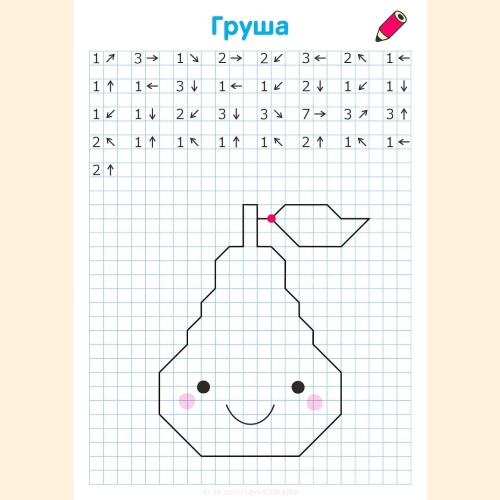 Груша
1 ↗ 3 → 1 ↘ 2 → 2 ↙ 3 ← 2 ↖ 1 ←
1 ↑ 1 ← 3 ↓ 1 ← 1 ↙ 2 ↓ 1 ↙ 1 ↓
1 ↙ 1 ↓ 2 ↙ 3 ↓ 3 ↘ 7 → 3 ↗ 3 ↑
2 ↖ 1 ↑ 1 ↖ 1 ↑ 1 ↖ 2 ↑ 1 ↖ 1 ←
2 ↑